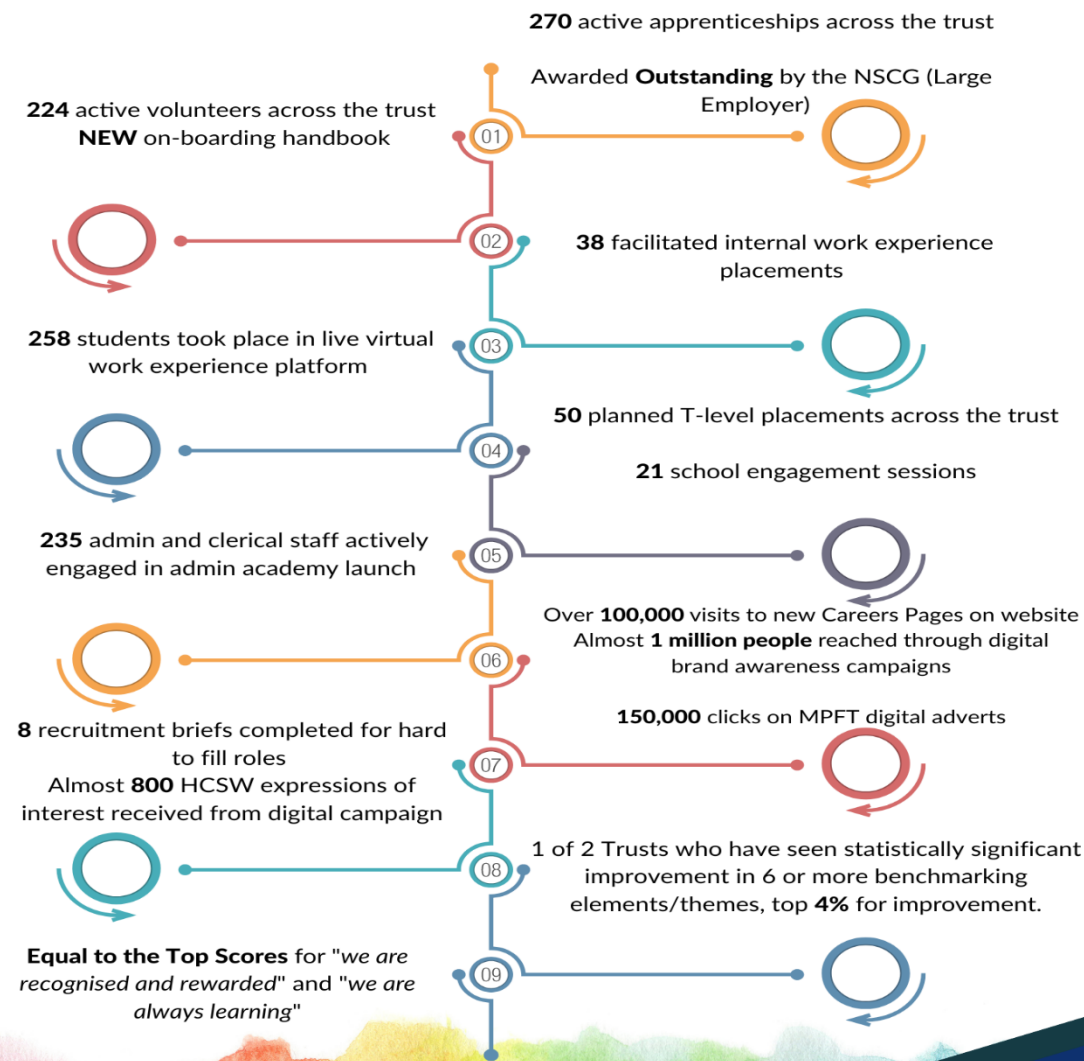 270 active apprenticeships across the trust
Awarded Outstanding by the NSCG (Large
Employer)
01
224 active volunteers across the trust
NEW on-boarding handbook
02
38 facilitated internal work experience
placements
03
258 students took place in live virtual
work experience platform
04
50 planned T-level placements across the trust
21 school engagement sessions
05
235 admin and clerical staff actively
engaged in admin academy launch
06
Over 100,000 visits to new Careers Pages on website
Almost 1 million people reached through digital
brand awareness campaigns
150,000 clicks on MPFT digital adverts
07
8 recruitment briefs completed for hard
to fill roles
Almost 800 HCSW expressions of
interest received from digital campaign
08
1 of 2 Trusts who have seen statistically significant
improvement in 6 or more benchmarking
elements/themes, top 4% for improvement.
09
Equal to the Top Scores for "we are
recognised and rewarded" and "we are
always learning"